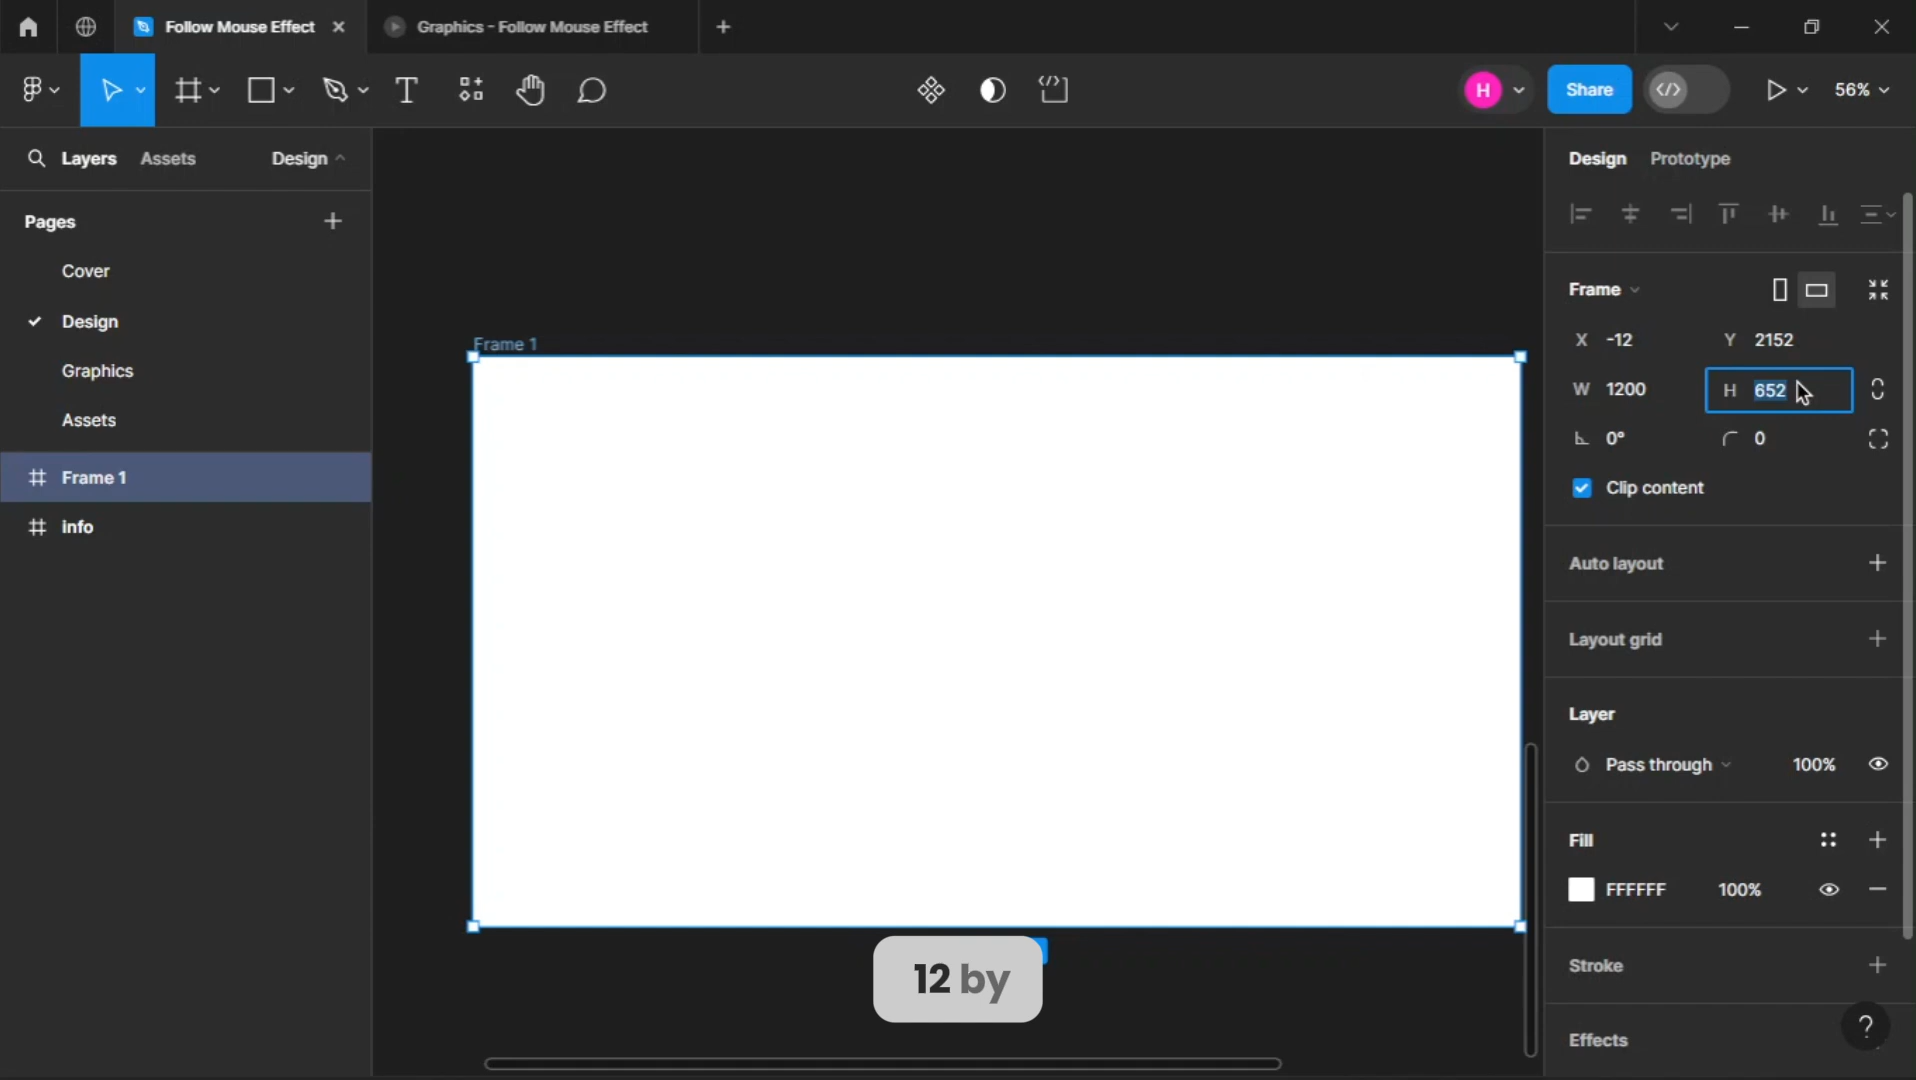 Follow Mouse Effect
Graphics - Follow Mouse Effect
H
Share
56%
Layers
Assets
Design
Pages
Cover
Design
Graphics
Assets
Frame 1
info
Frame 1
12 by
Design
Prototype
Frame
X -12
Y 2152
W 1200
H 652
0°
0
Clip content
Auto layout
Layout grid
Layer
Pass through
100%
Fill
FFFFFF
100%
Stroke
Effects
?